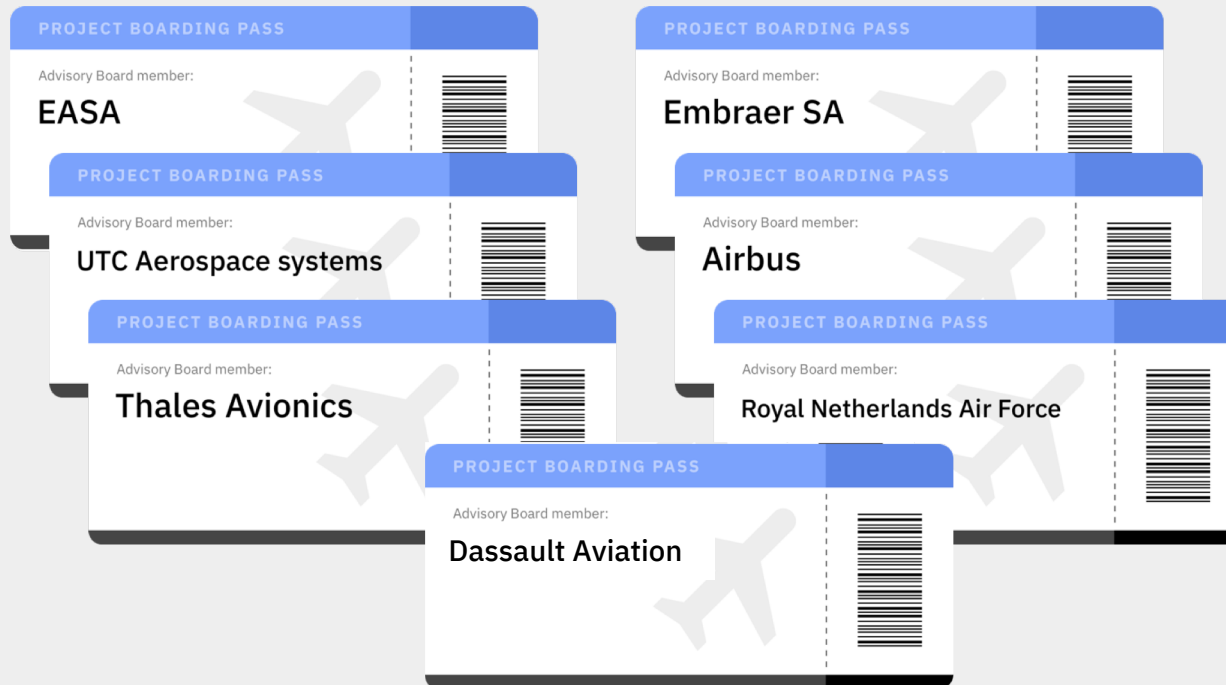 PROJECT BOARDING PASS
Advisory Board member:
EASA
PROJECT BOARDING PASS
Advisory Board member:
UTC Aerospace systems
PROJECT BOARDING PASS
Advisory Board member:
Thales Avionics
PROJECT BOARDING PASS
Advisory Board member:
Embraer SA
PROJECT BOARDING PASS
Advisory Board member:
Airbus
PROJECT BOARDING PASS
Advisory Board member:
Royal Netherlands Air Force
PROJECT BOARDING PASS
Advisory Board member:
Dassault Aviation